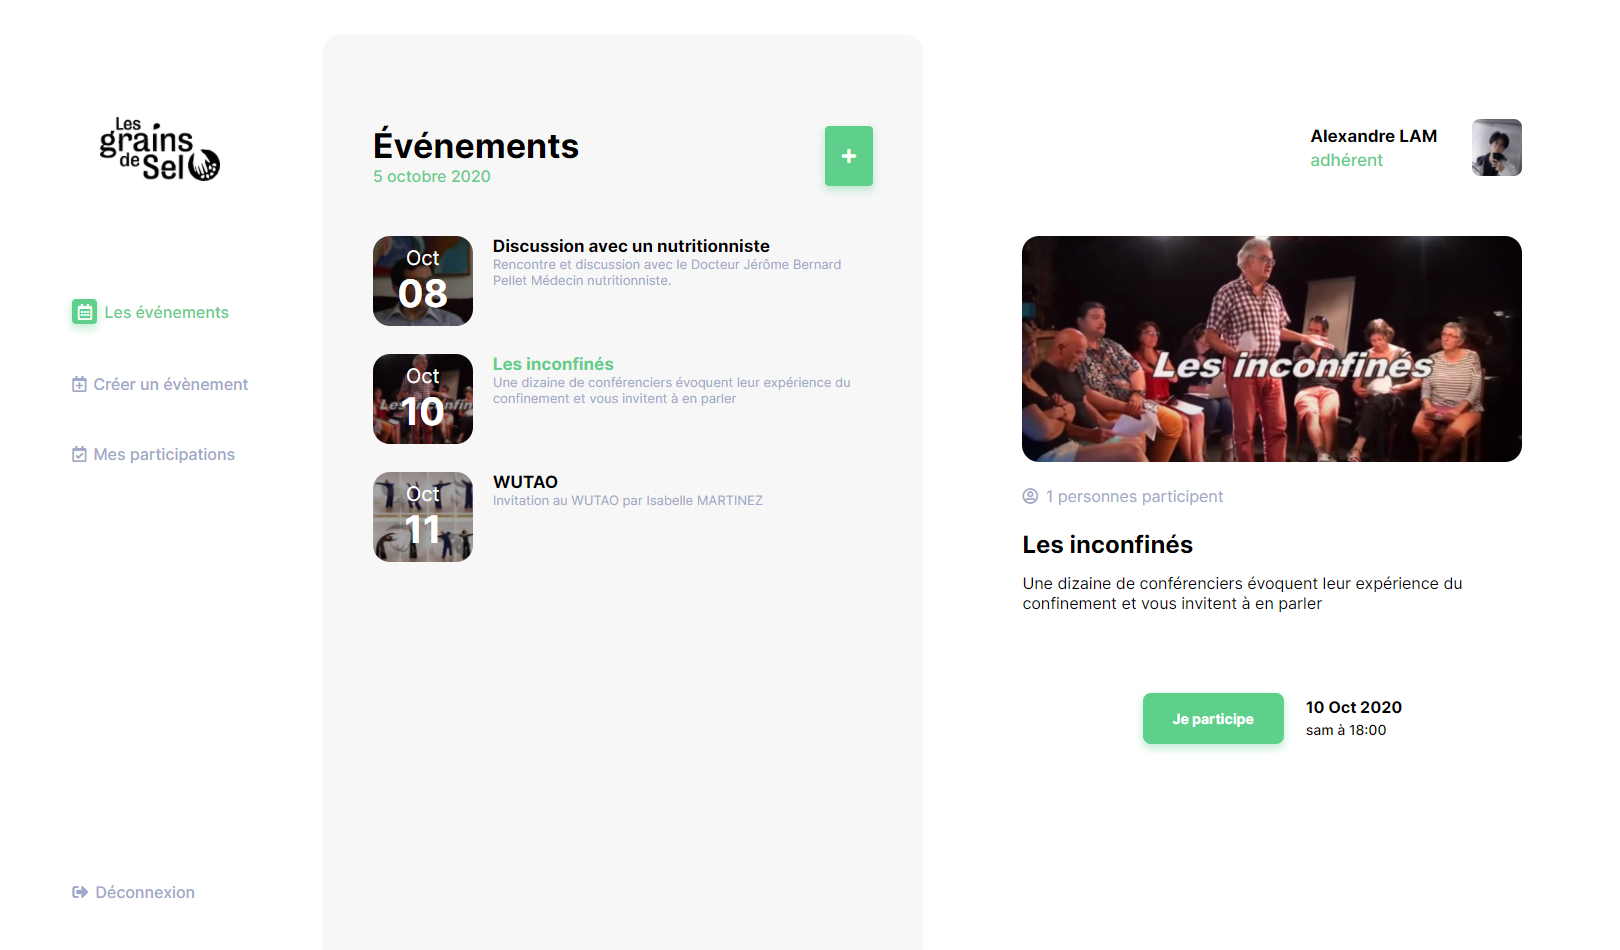 Les
grains
de Sel
Les événements
Créer un évènement
Mes participations
Déconnexion
Événements
5 octobre 2020
+
Oct
08
Discussion avec un nutritionniste
Rencontre et discussion avec le Docteur Jérôme Bernard
Pellet Médecin nutritionniste.
Oct
10
Les inconfinés
Une dizaine de conférenciers évoquent leur expérience du
confinement et vous invitent à en parler
Oct
11
WUTAO
Invitation au WUTAO par Isabelle MARTINEZ
Alexandre LAM
adhérent
Les inconfinés
1 personnes participent
Les inconfinés
Une dizaine de conférenciers évoquent leur expérience du
confinement et vous invitent à en parler
Je participe
10 Oct 2020
sam à 18:00